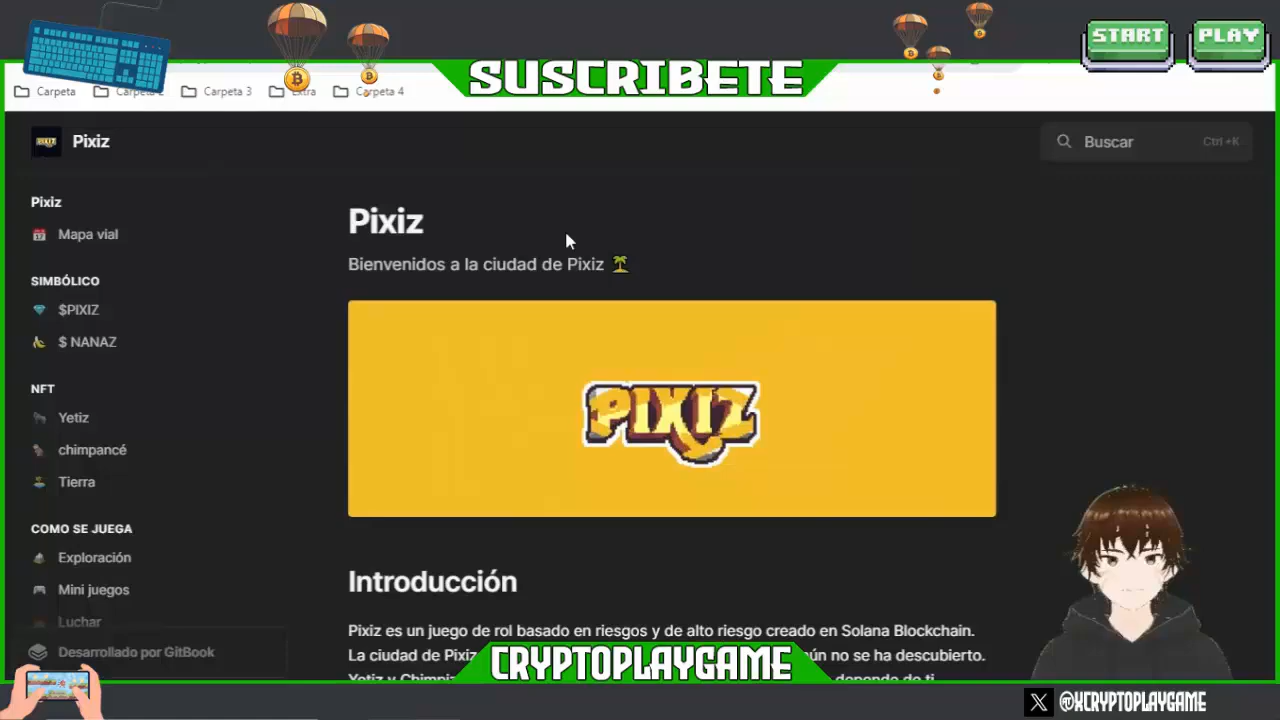 START
PLAY
SUSCRIBETE
Carpeta
Carpeta 2
Carpeta 3
Extra
Carpeta 4
Pixiz
Buscar
Ctrl+K
Pixiz
Mapa vial
SIMBÓLICO
$PIXIZ
$ NANAZ
NFT
Yetiz
chimpancé
Tierra
COMO SE JUEGA
Exploración
Mini juegos
Luchar
Desarrollado por GitBook
Pixiz
Bienvenidos a la ciudad de Pixiz
PIXIZ
Introducción
Pixiz es un juego de rol basado en riesgos y de alto riesgo creado en Solana Blockchain.
La ciudad de Pixiz
no se ha descubierto.
CRYPTOPLAYGAME
@XCRYPTOPLAYGAME